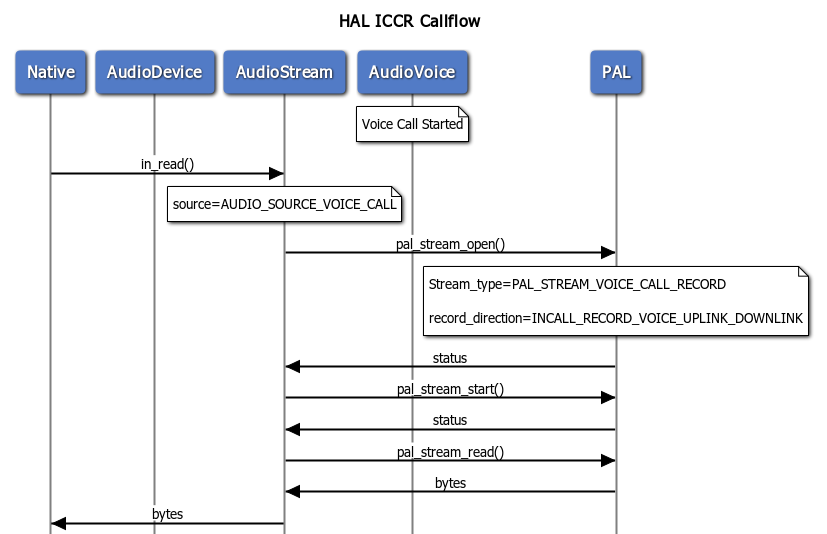 HAL ICCR Callflow
Native
AudioDevice
AudioStream
AudioVoice
PAL
Voice Call Started
in_read()
source=AUDIO_SOURCE_VOICE_CALL
pal_stream_open()
Stream_type=PAL_STREAM_VOICE_CALL_RECORD
record_direction=INCALL_RECORD_VOICE_UPLINK_DOWNLINK
status
pal_stream_start()
status
pal_stream_read()
bytes
bytes